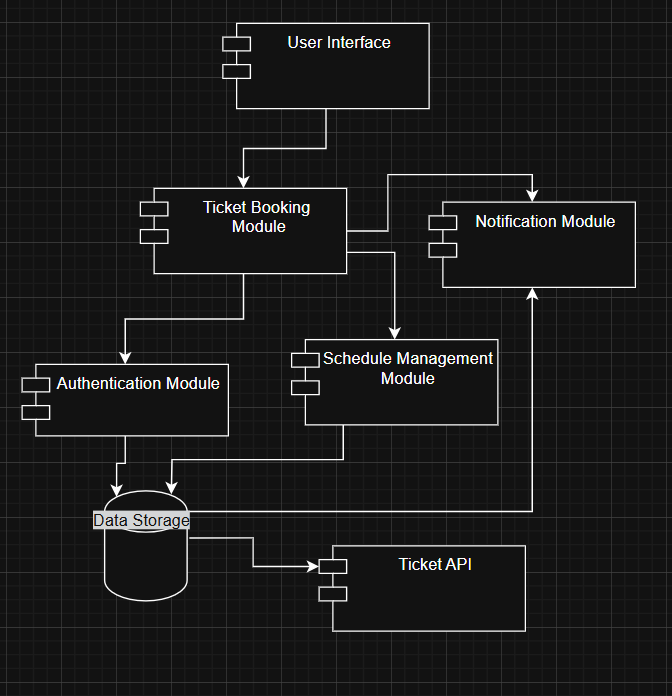 User Interface
Ticket Booking
Module
Notification Module
Schedule Management
Module
Authentication Module
Data Storage
Ticket API